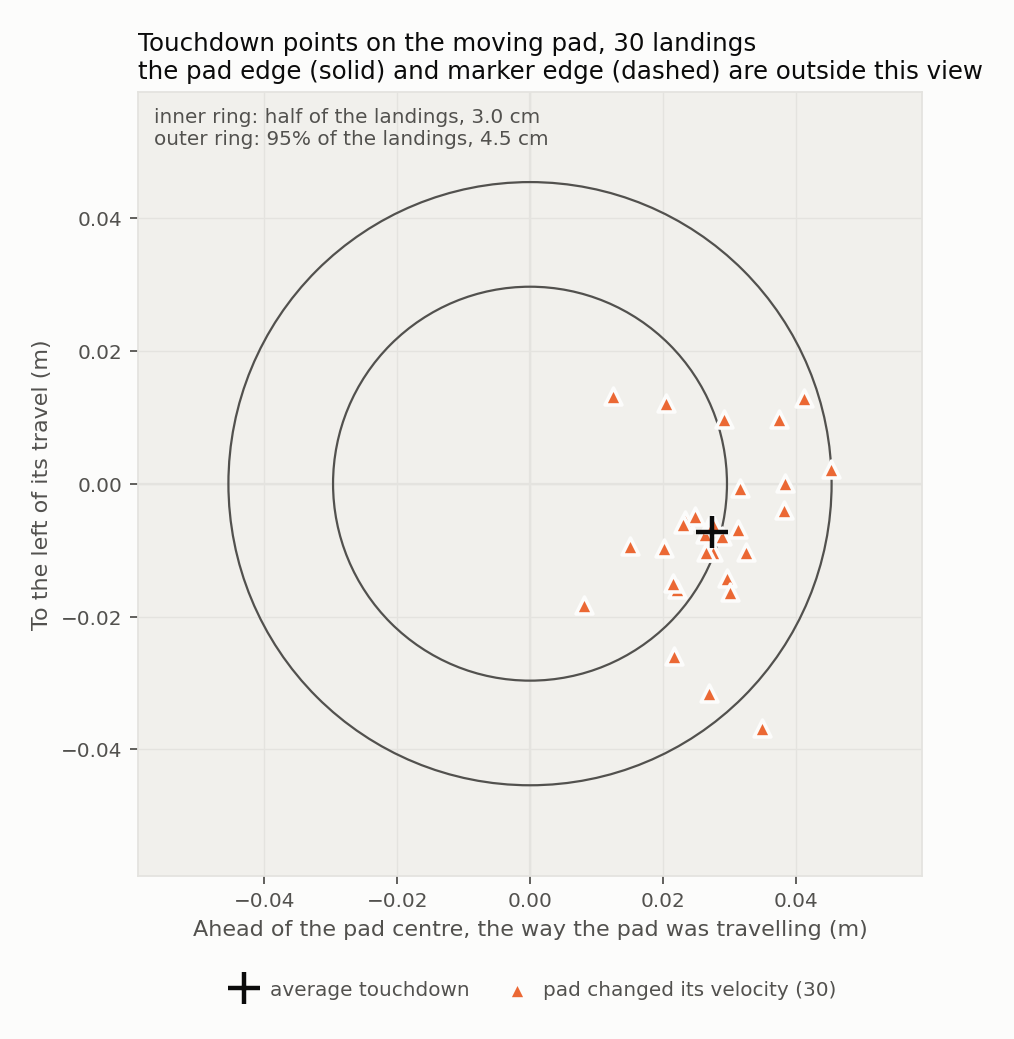 Touchdown points on the moving pad, 30 landings
the pad edge (solid) and marker edge (dashed) are outside this view
inner ring: half of the landings, 3.0 cm
outer ring: 95% of the landings, 4.5 cm
To the left of its travel (m)
0.04
0.02
0.00
−0.02
−0.04
−0.04
−0.02
0.00
0.02
0.04
Ahead of the pad centre, the way the pad was travelling (m)
average touchdown
pad changed its velocity (30)